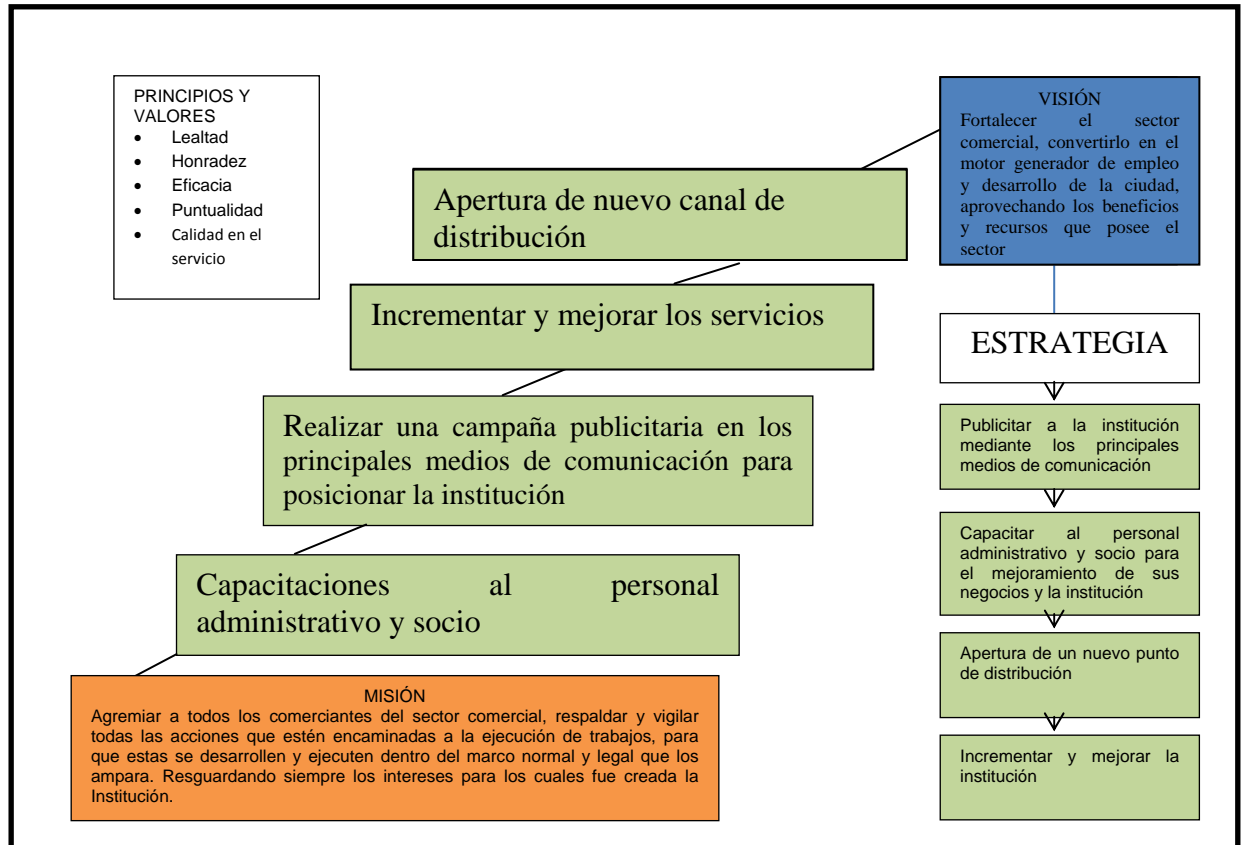 PRINCIPIOS Y
VALORES
• Lealtad
• Honradez
• Eficacia
• Puntualidad
• Calidad en el
servicio
VISIÓN
Fortalecer el sector
comercial, convertirlo en el
motor generador de empleo
y desarrollo de la ciudad,
aprovechando los beneficios
y recursos que posee el
sector
Apertura de nuevo canal de
distribución
Incrementar y mejorar los servicios
Realizar una campaña publicitaria en los
principales medios de comunicación para
posicionar la institución
Capacitaciones al personal
administrativo y socio
MISIÓN
Agremiar a todos los comerciantes del sector comercial, respaldar y vigilar
todas las acciones que estén encaminadas a la ejecución de trabajos, para
que estas se desarrollen y ejecuten dentro del marco normal y legal que los
ampara. Resguardando siempre los intereses para los cuales fue creada la
Institución.
ESTRATEGIA
Publicitar a la institución
mediante los principales
medios de comunicación
Capacitar al personal
administrativo y socio para
el mejoramiento de sus
negocios y la institución
Apertura de un nuevo punto
de distribución
Incrementar y mejorar la
institución